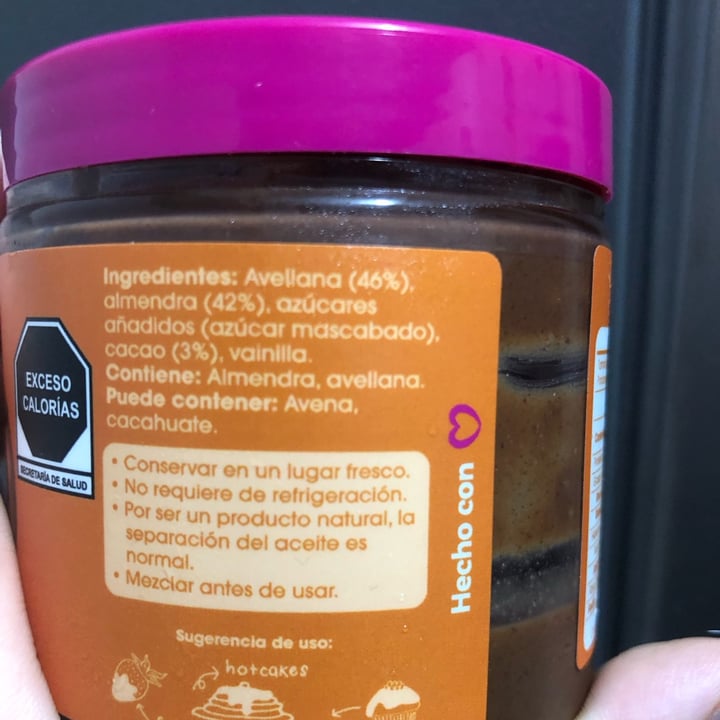 Ingredientes: Avellana (46%),
almendra (42%), azúcares
añadidos (azúcar mascabado),
cacao (3%), vainilla.
Contiene: Almendra, avellana.
Puede contener: Avena,
cacahuate.
EXCESO
CALORÍAS
SECRETARÍA DE SALUD
• Conservar en un lugar fresco.
• No requiere de refrigeración.
• Por ser un producto natural, la
separación del aceite es
normal.
• Mezclar antes de usar.
Hecho con
Sugerencia de uso:
hotcakes